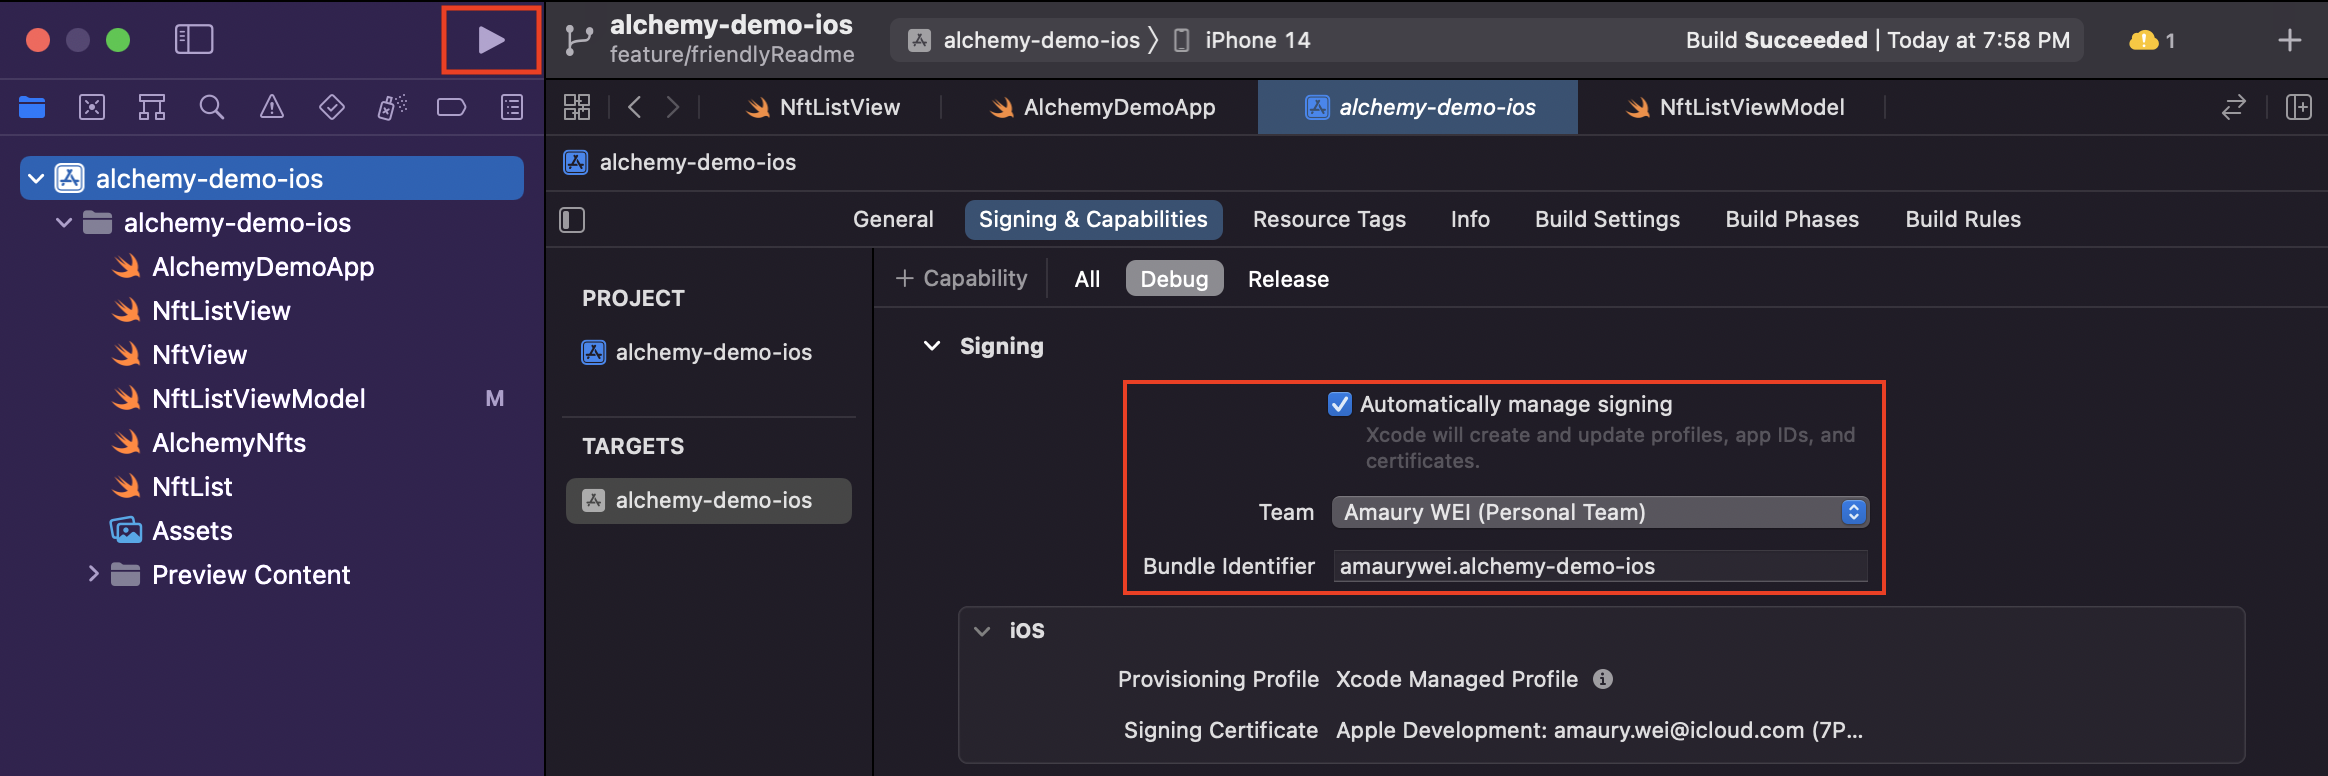 alchemy-demo-ios
feature/friendlyReadme
alchemy-demo-ios
iPhone 14
Build Succeeded | Today at 7:58 PM
1
NftListView
AlchemyDemoApp
alchemy-demo-ios
NftListViewModel
alchemy-demo-ios
alchemy-demo-ios
alchemy-demo-ios
AlchemyDemoApp
NftListView
NftView
NftListViewModel M
AlchemyNfts
NftList
Assets
Preview Content
General
Signing & Capabilities
Resource Tags
Info
Build Settings
Build Phases
Build Rules
PROJECT
alchemy-demo-ios
TARGETS
alchemy-demo-ios
+ Capability
All
Debug
Release
Signing
Automatically manage signing
Xcode will create and update profiles, app IDs, and
certificates.
Team Amaury WEI (Personal Team)
Bundle Identifier amaurywei.alchemy-demo-ios
iOS
Provisioning Profile Xcode Managed Profile
Signing Certificate Apple Development: amaury.wei@icloud.com (7P...